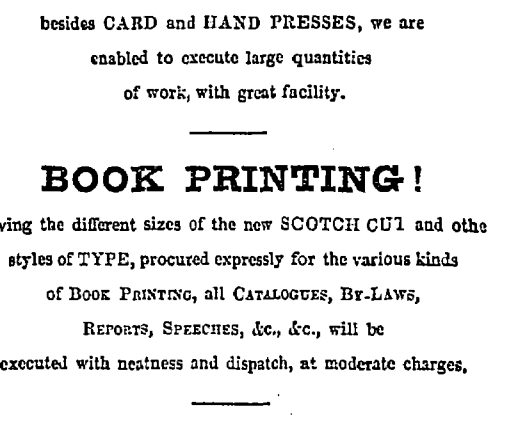 besides CARD and HAND PRESSES, we are
enabled to execute large quantities
of work, with great facility.
BOOK PRINTING!
ving the different sizes of the new SCOTCH CUT and othe
styles of TYPE, procured expressly for the various kinds
of BOOK PRINTING, all CATALOGUES, BY-LAWS,
REPORTS, SPEECHES, &c., &c., will be
executed with neatness and dispatch, at moderate charges.